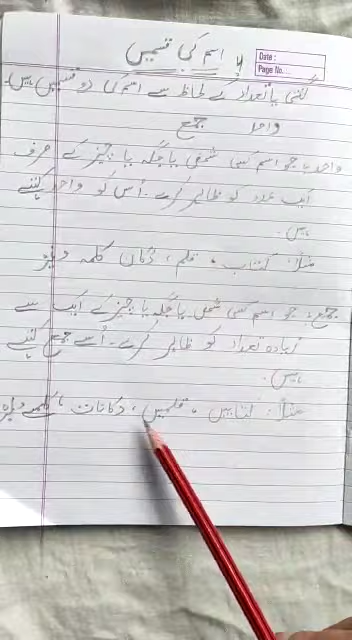 اسم کی قسمیں
Date :
Page No...
گنتی یا تعداد کے لحاظ سے اسم کی دو قسمیں ہیں۔
واحد جمع
واحد:۔ جو اسم کسی شخص یا جگہ یا چیز کے صرف
ایک عدد کو ظاہر کرے۔ اُس کو واحد کہتے
ہیں۔
مثلاً: کتاب ، قلم، دُکان کلمہ وغیرہ
جمع:۔ جو اسم کسی شخص یا جگہ یا چیز کے ایک سے
زیادہ تعداد کو ظاہر کرے۔ اُسے جمع کہتے
ہیں۔
مثلاً: کتابیں ، قلمیں ، دکانات ، کلمے وغیرہ